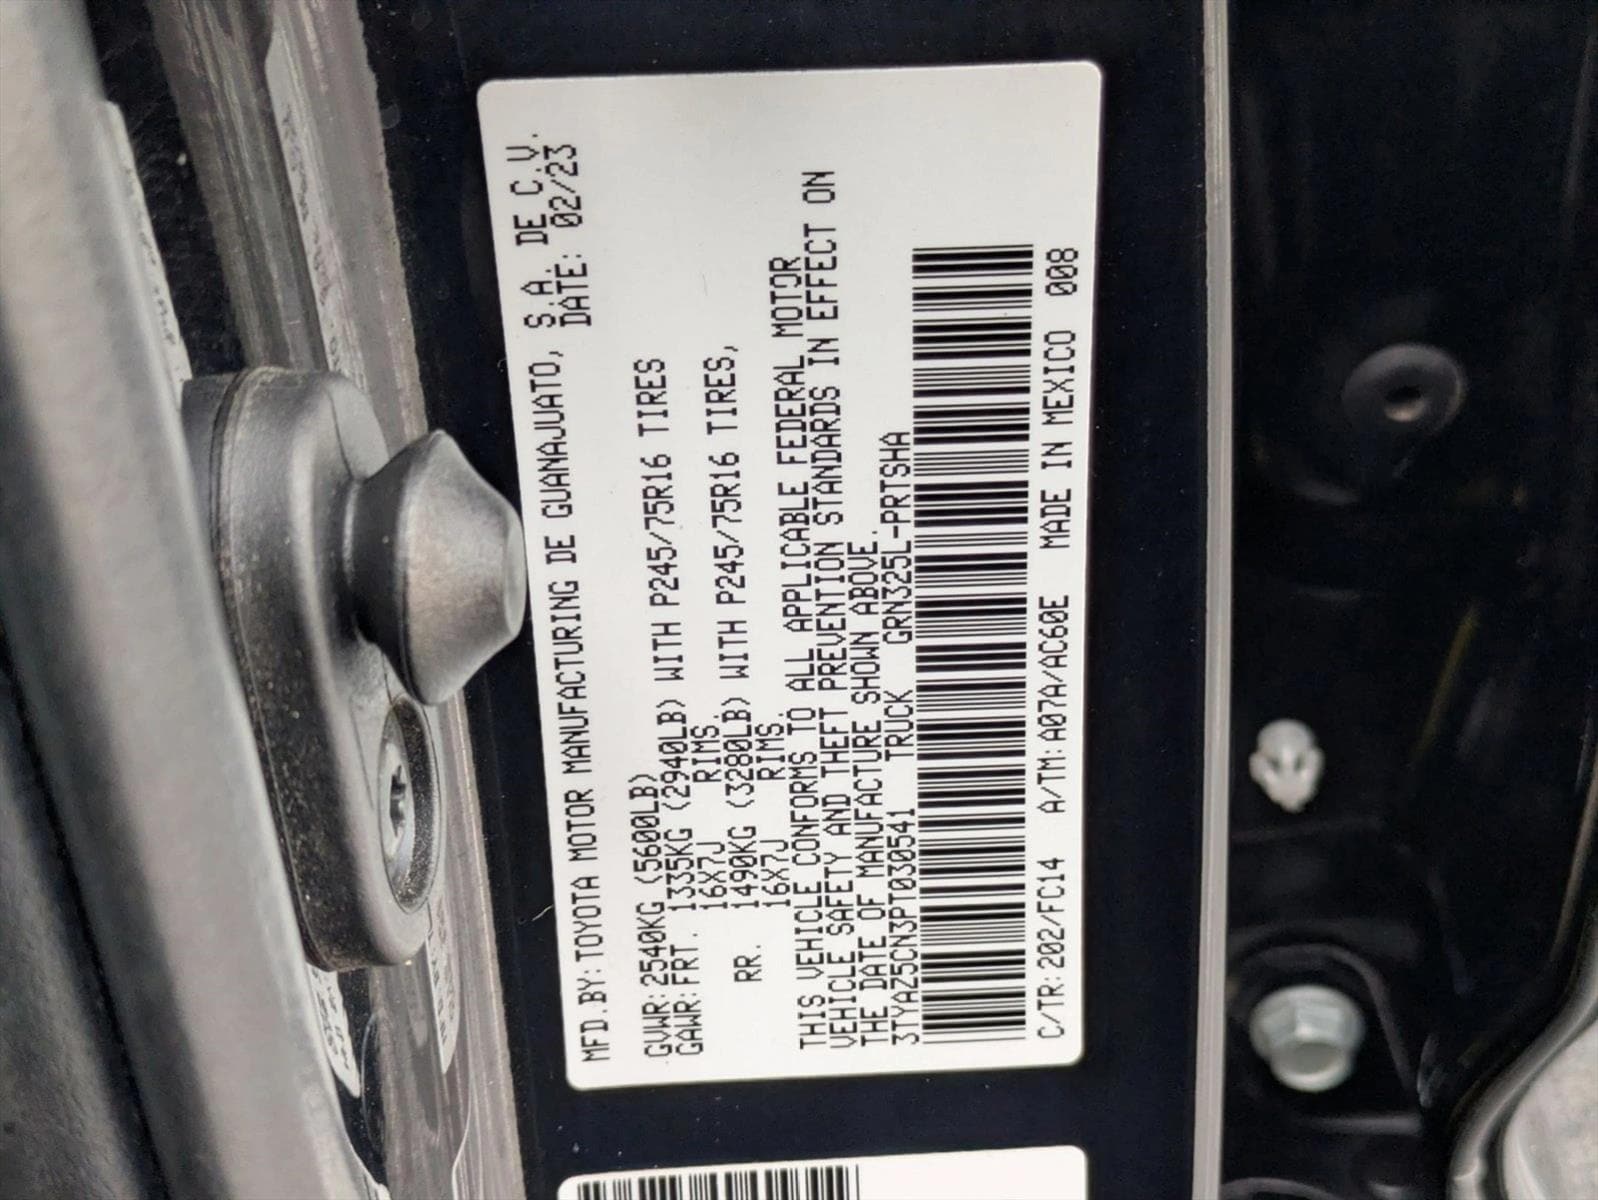 MFD.BY:TOYOTA MOTOR MANUFACTURING DE GUANAJUATO, S.A. DE C.V.
DATE: 02/23
GVWR:2540KG (5600LB)
GAWR:FRT. 1335KG (2940LB) WITH P245/75R16 TIRES
16X7J RIMS.
RR. 1490KG (3280LB) WITH P245/75R16 TIRES,
16X7J RIMS.
THIS VEHICLE CONFORMS TO ALL APPLICABLE FEDERAL MOTOR
VEHICLE SAFETY AND THEFT PREVENTION STANDARDS IN EFFECT ON
THE DATE OF MANUFACTURE SHOWN ABOVE.
3TYAZ5CN3PT030541 TRUCK GRN325L-PRTSHA
C/TR:202/FC14 A/TM:A07A/AC60E MADE IN MEXICO 008